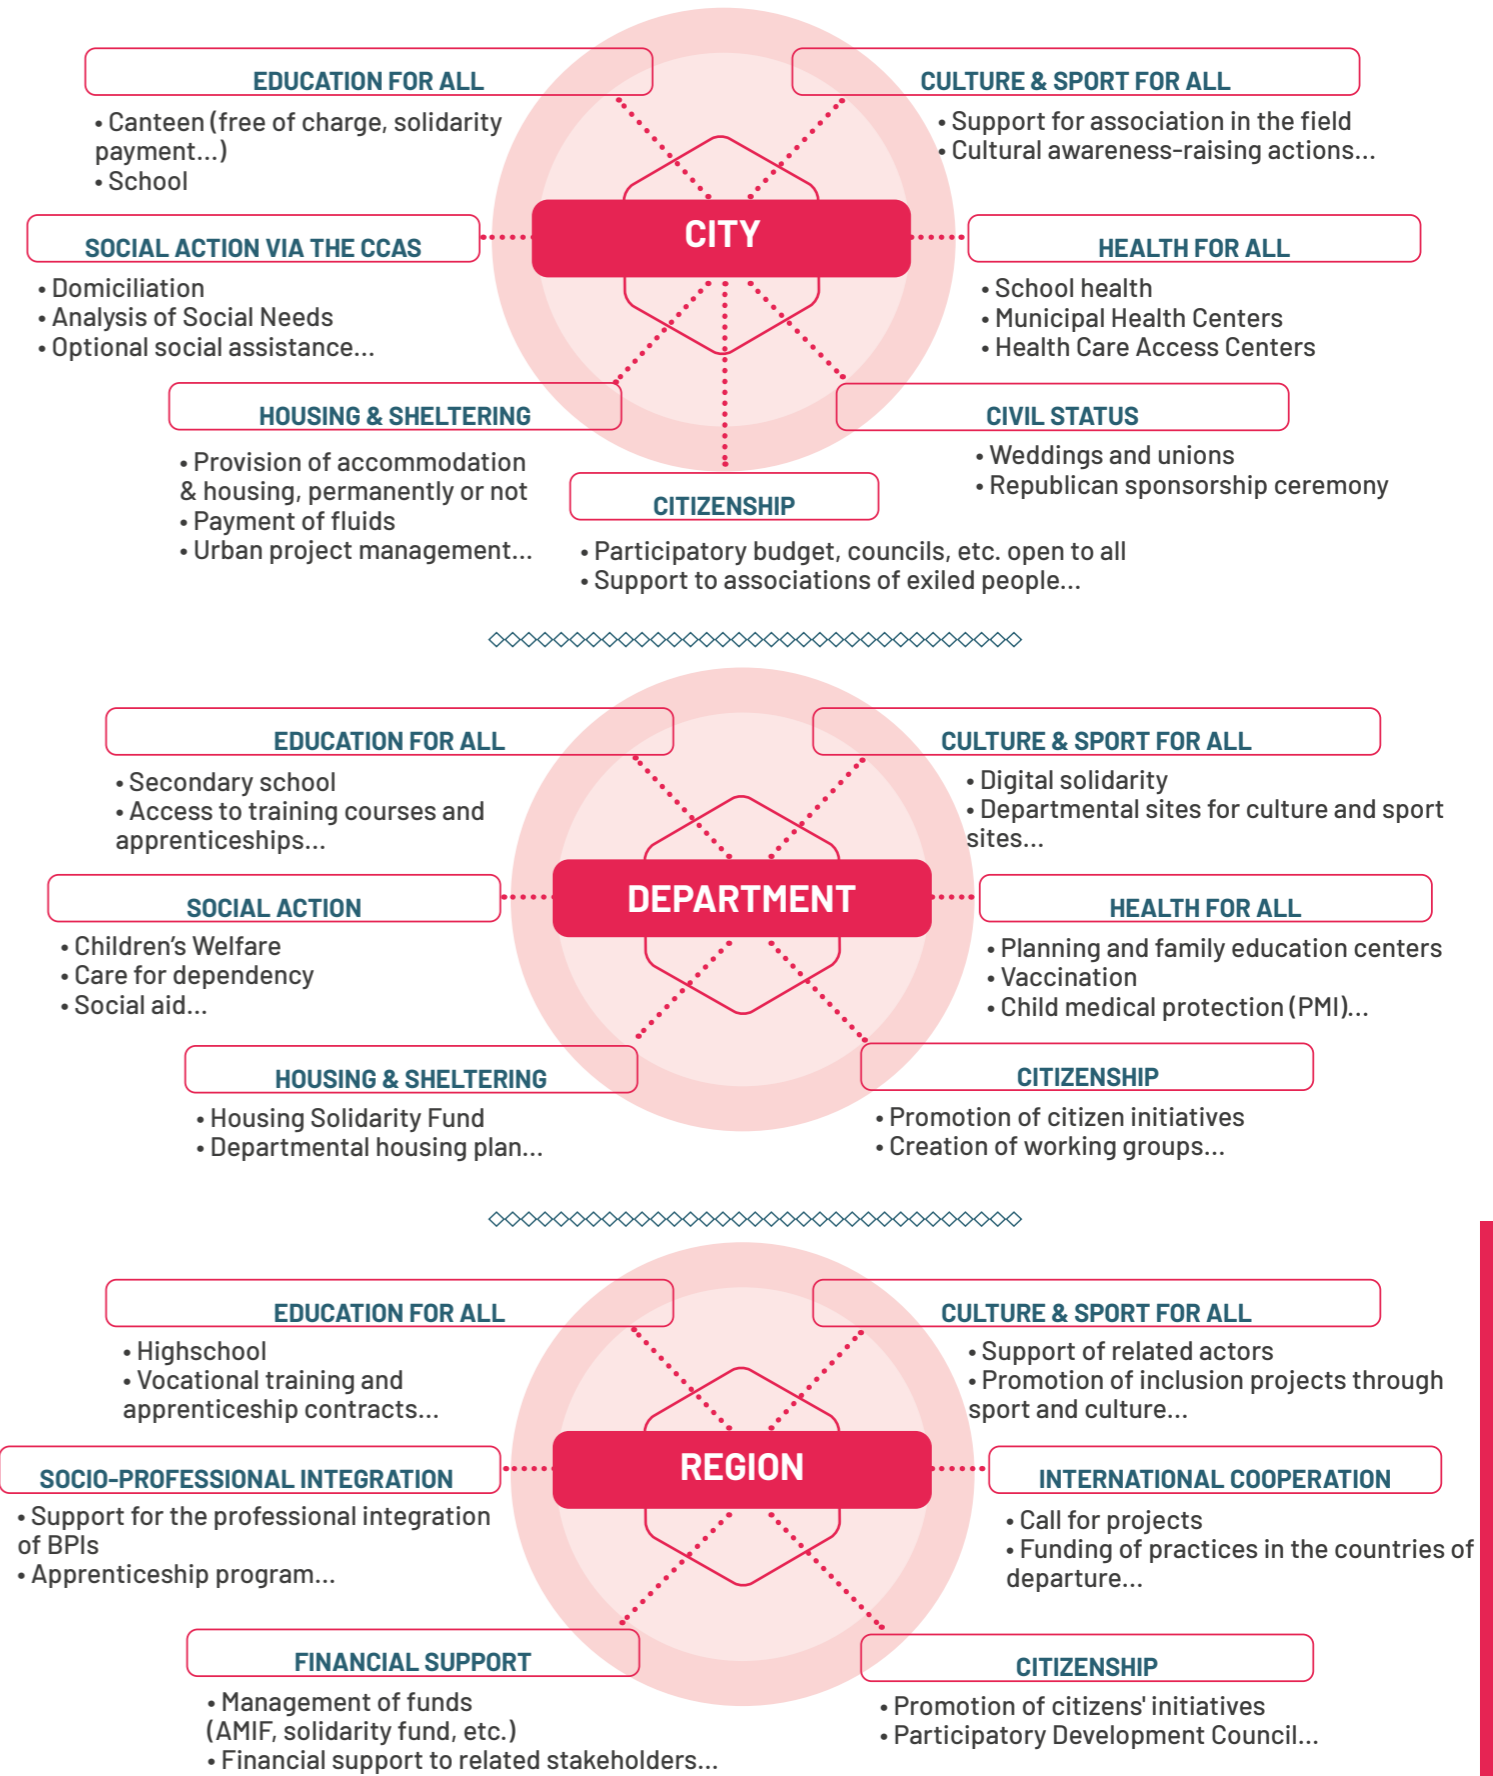 EDUCATION FOR ALL
• Canteen (free of charge, solidarity
payment...)
• School
CULTURE & SPORT FOR ALL
• Support for association in the field
• Cultural awareness-raising actions...
CITY
SOCIAL ACTION VIA THE CCAS
• Domiciliation
• Analysis of Social Needs
• Optional social assistance...
HEALTH FOR ALL
• School health
• Municipal Health Centers
• Health Care Access Centers
HOUSING & SHELTERING
• Provision of accommodation
& housing, permanently or not
• Payment of fluids
• Urban project management...
CIVIL STATUS
• Weddings and unions
• Republican sponsorship ceremony
CITIZENSHIP
• Participatory budget, councils, etc. open to all
• Support to associations of exiled people...
EDUCATION FOR ALL
• Secondary school
• Access to training courses and
apprenticeships...
CULTURE & SPORT FOR ALL
• Digital solidarity
• Departmental sites for culture and sport
sites...
DEPARTMENT
SOCIAL ACTION
• Children’s Welfare
• Care for dependency
• Social aid...
HEALTH FOR ALL
• Planning and family education centers
• Vaccination
• Child medical protection (PMI)...
HOUSING & SHELTERING
• Housing Solidarity Fund
• Departmental housing plan...
CITIZENSHIP
• Promotion of citizen initiatives
• Creation of working groups...
EDUCATION FOR ALL
• Highschool
• Vocational training and
apprenticeship contracts...
CULTURE & SPORT FOR ALL
• Support of related actors
• Promotion of inclusion projects through
sport and culture...
REGION
SOCIO-PROFESSIONAL INTEGRATION
• Support for the professional integration
of BPIs
• Apprenticeship program...
INTERNATIONAL COOPERATION
• Call for projects
• Funding of practices in the countries of
departure...
FINANCIAL SUPPORT
• Management of funds
(AMIF, solidarity fund, etc.)
• Financial support to related stakeholders...
CITIZENSHIP
• Promotion of citizens' initiatives
• Participatory Development Council...